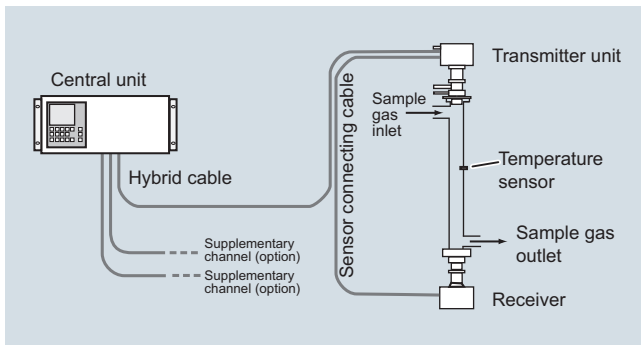 Central unit
Transmitter unit
Sample
gas
inlet
Sensor connecting cable
Temperature
sensor
Hybrid cable
Sample gas
outlet
Supplementary
channel (option)
Supplementary
channel (option)
Receiver